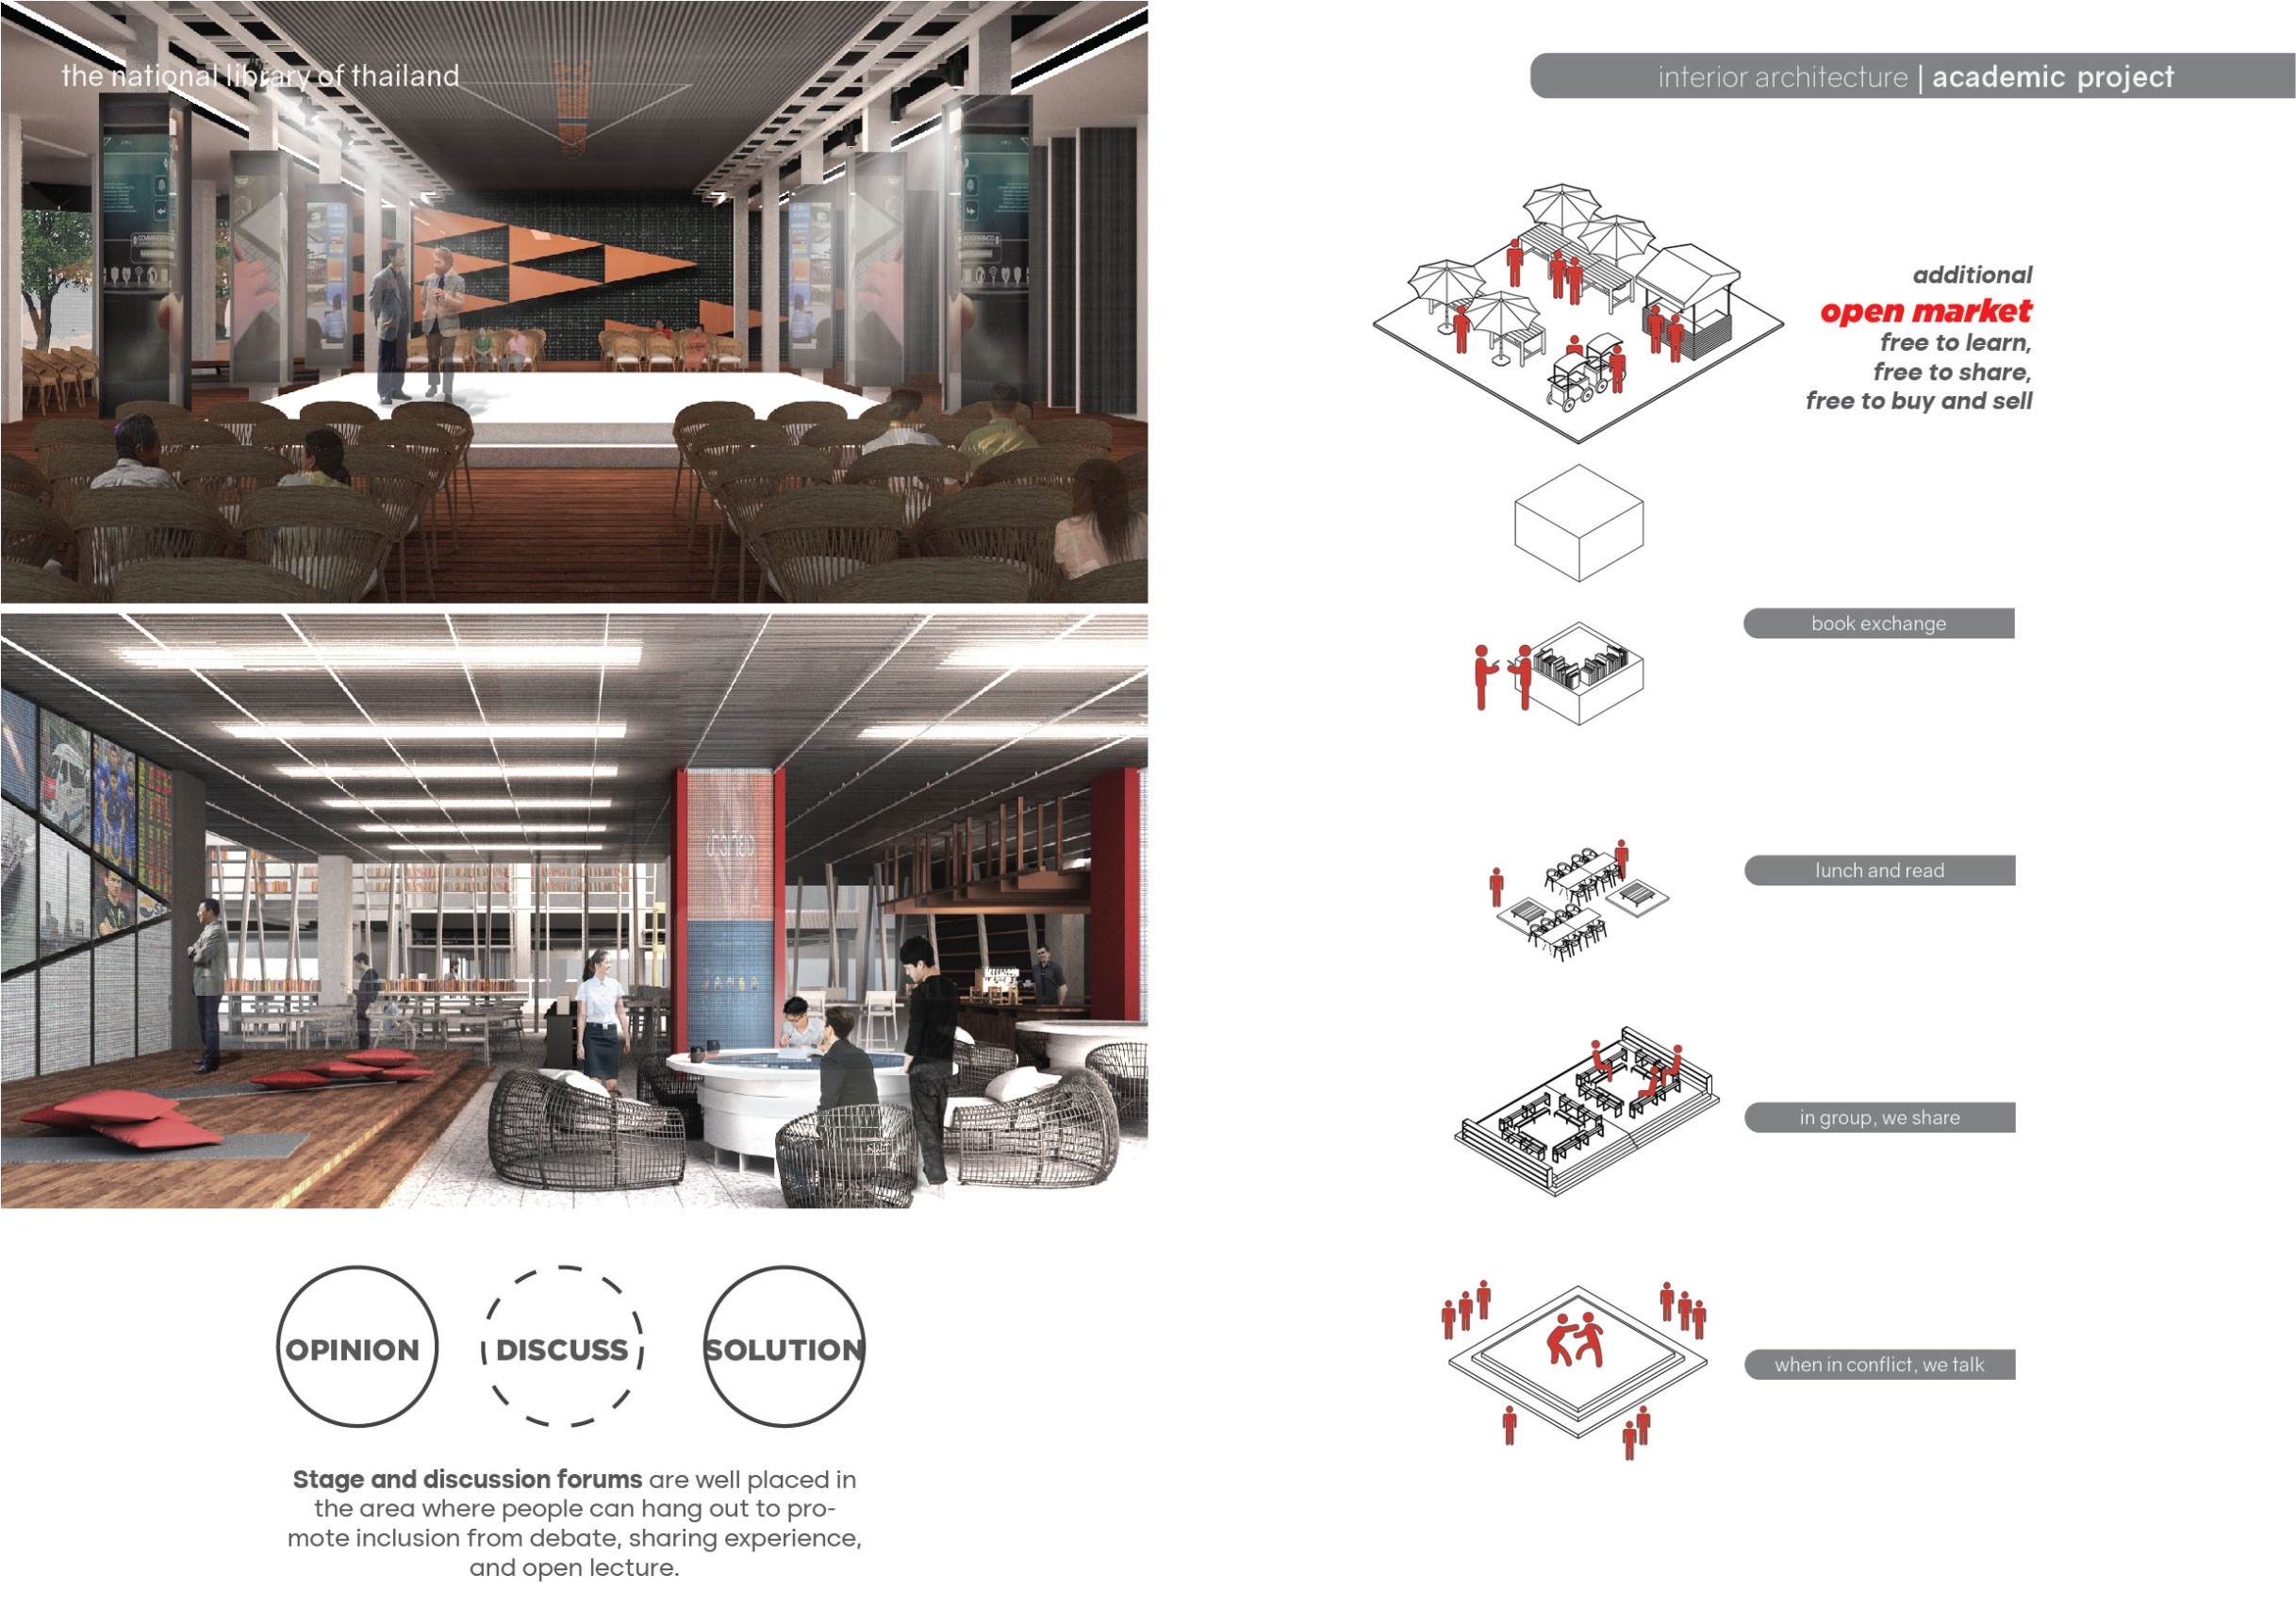 the national library of thailand
interior architecture | academic project
additional
open market
free to learn,
free to share,
free to buy and sell
book exchange
lunch and read
in group, we share
when in conflict, we talk
OPINION
DISCUSS
SOLUTION
Stage and discussion forums are well placed in
the area where people can hang out to pro-
mote inclusion from debate, sharing experience,
and open lecture.